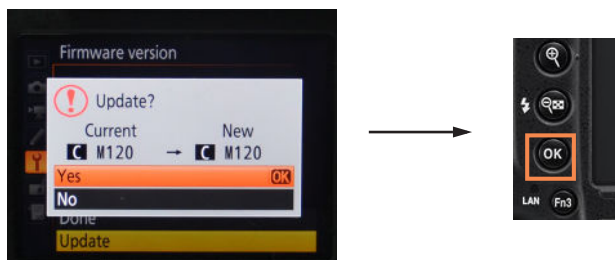 Firmware version
Update?
Current New
C M120 → C M120
Yes OK
No
Done
Update
OK
LAN Fn3